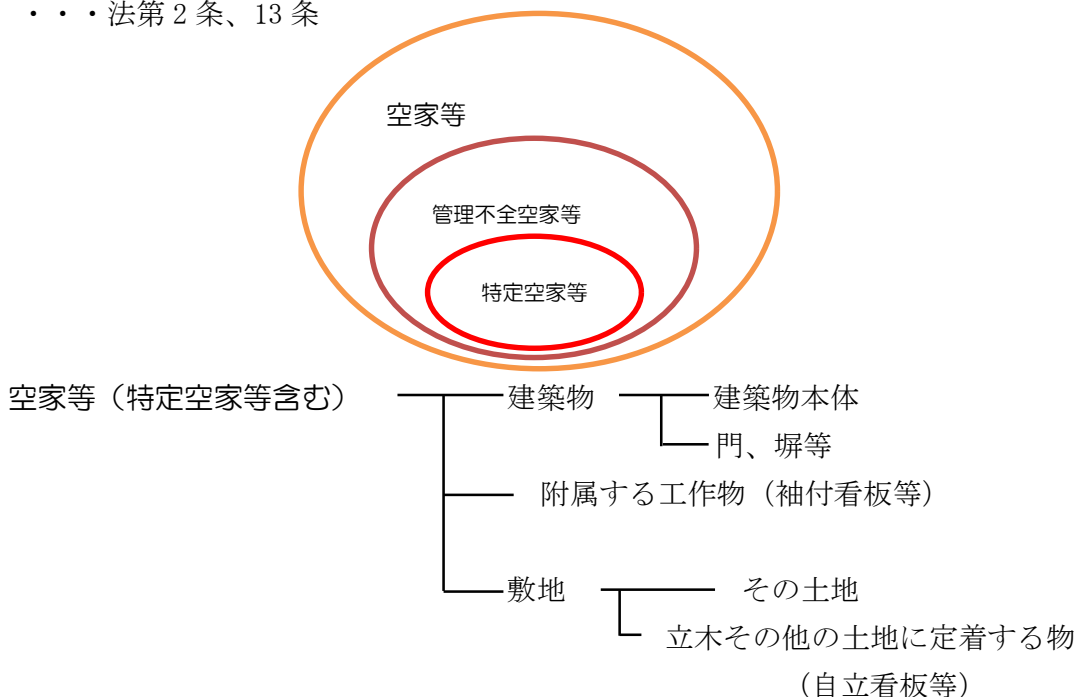 ・・・法第2条、13条
空家等
管理不全空家等
特定空家等
空家等（特定空家等含む） 建築物 建築物本体
門、塀等
附属する工作物（袖付看板等）
敷地 その土地
立木その他の土地に定着する物
（自立看板等）